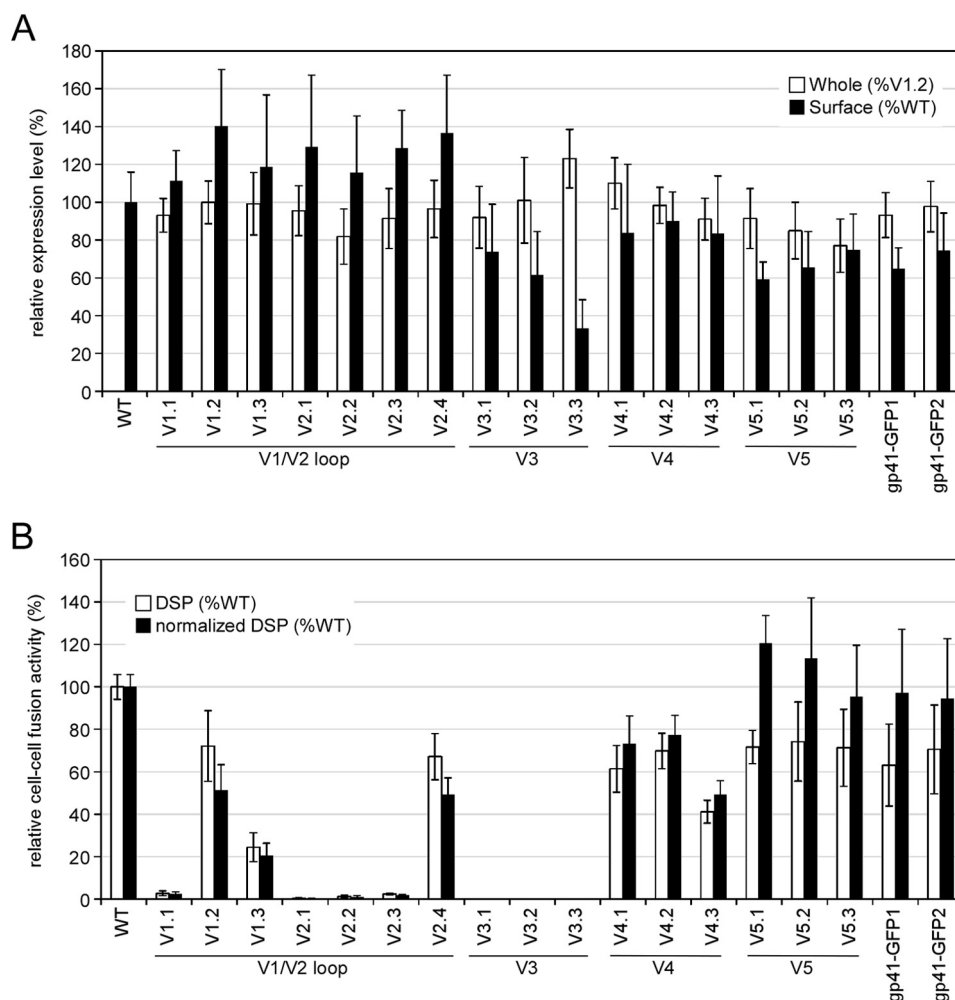 A
relative expression level (%)
180
160
140
120
100
80
60
40
20
0
Whole (%V1.2)
Surface (%WT)
WT
V1.1
V1.2
V1.3
V2.1
V2.2
V2.3
V2.4
V3.1
V3.2
V3.3
V4.1
V4.2
V4.3
V5.1
V5.2
V5.3
gp41-GFP1
gp41-GFP2
V1/V2 loop
V3
V4
V5
B
relative cell-cell fusion activity (%)
160
140
120
100
80
60
40
20
0
DSP (%WT)
normalized DSP (%WT)
WT
V1.1
V1.2
V1.3
V2.1
V2.2
V2.3
V2.4
V3.1
V3.2
V3.3
V4.1
V4.2
V4.3
V5.1
V5.2
V5.3
gp41-GFP1
gp41-GFP2
V1/V2 loop
V3
V4
V5